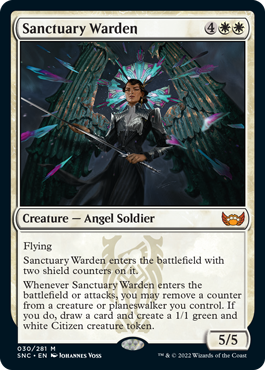 Sanctuary Warden 4
Creature — Angel Soldier
Flying
Sanctuary Warden enters the battlefield with
two shield counters on it.
Whenever Sanctuary Warden enters the
battlefield or attacks, you may remove a counter
from a creature or planeswalker you control. If
you do, draw a card and create a 1/1 green and
white Citizen creature token.
5/5
030/281 M
SNC • EN Johannes Voss
™ & © 2022 Wizards of the Coast